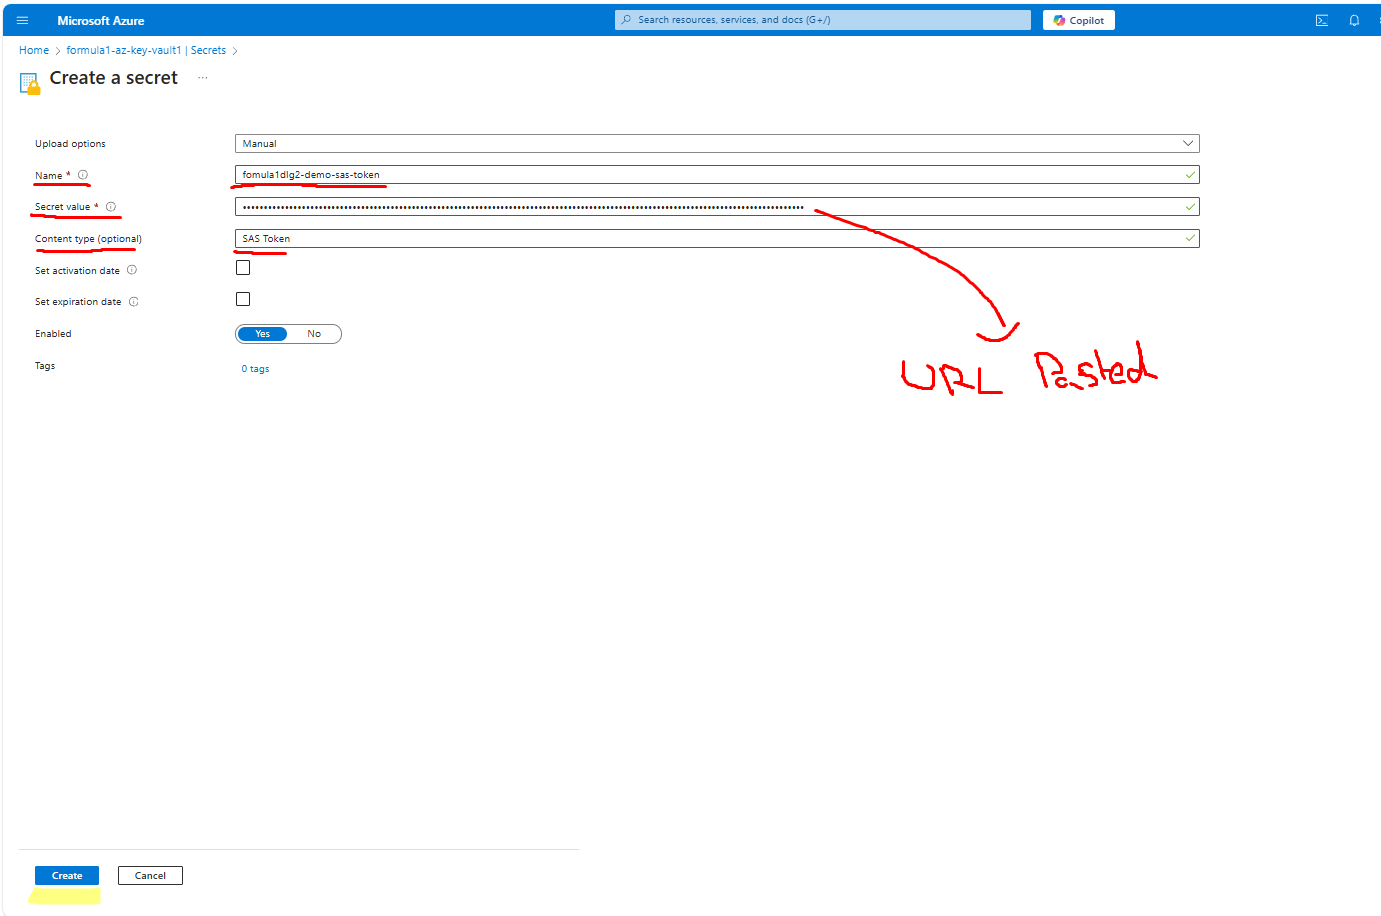 Microsoft Azure
Search resources, services, and docs (G+/)
Copilot
Home > formula1-az-key-vault1 | Secrets >
Create a secret ...
Upload options Manual
Name * fomula1dlg2-demo-sas-token
Secret value * ••••••••••••••••••••••••••••••••••••••••••••••••••••••••••••••••••••••••••••••••••••••••••••••••••••••••••••••••••••••••••••••••••••
Content type (optional) SAS Token
Set activation date
Set expiration date
Enabled Yes No
Tags 0 tags
URL Pasted
Create Cancel